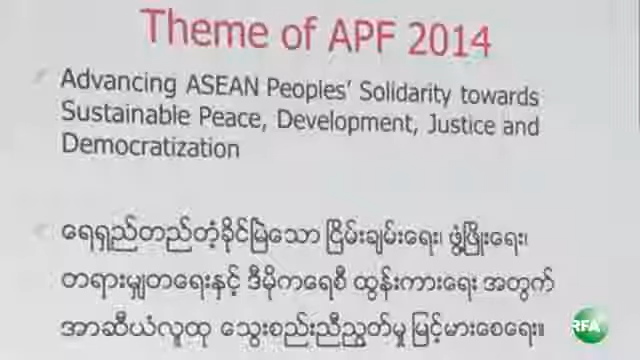 Theme of APF 2014
Advancing ASEAN Peoples' Solidarity towards
Sustainable Peace, Development, Justice and
Democratization
ရေရှည်တည်တံ့ခိုင်မြဲသော ငြိမ်းချမ်းရေး၊ ဖွံ့ဖြိုးရေး၊
တရားမျှတရေးနှင့် ဒီမိုကရေစီ ထွန်းကားရေး အတွက်
အာဆီယံလူထု သွေးစည်းညီညွတ်မှု မြင့်မားစေရေး။
RFA